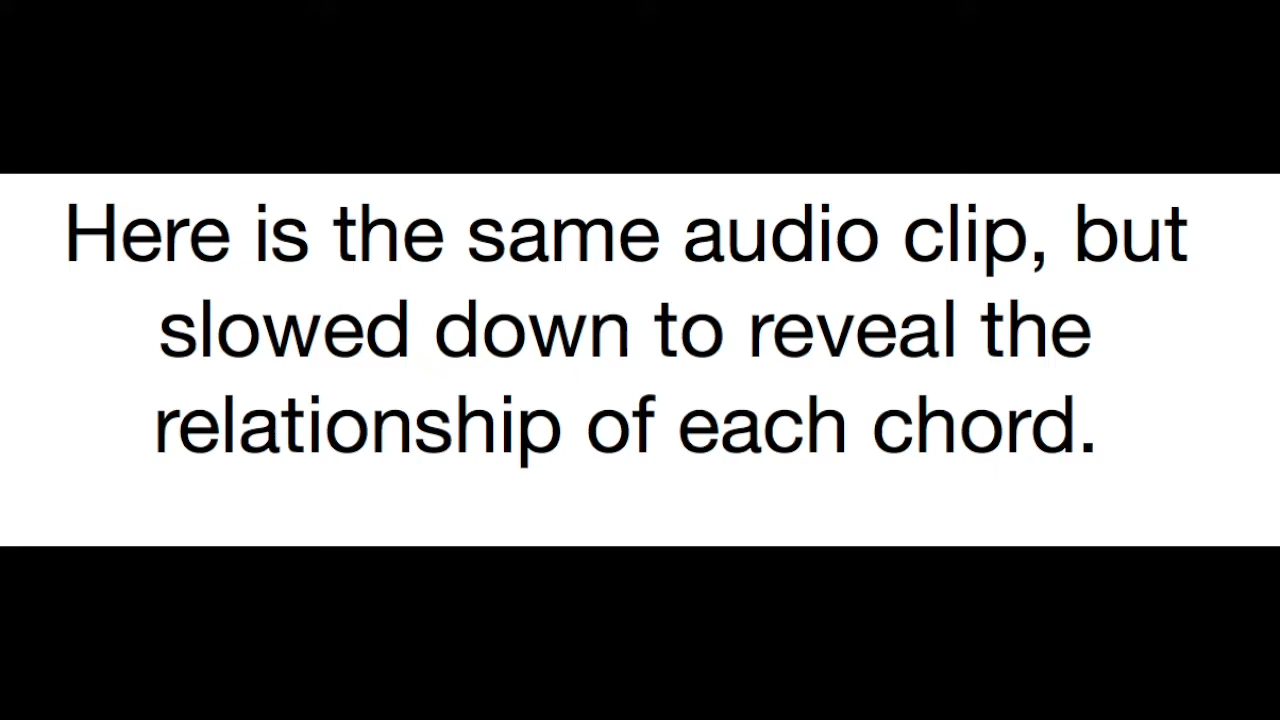 Here is the same audio clip, but
slowed down to reveal the
relationship of each chord.